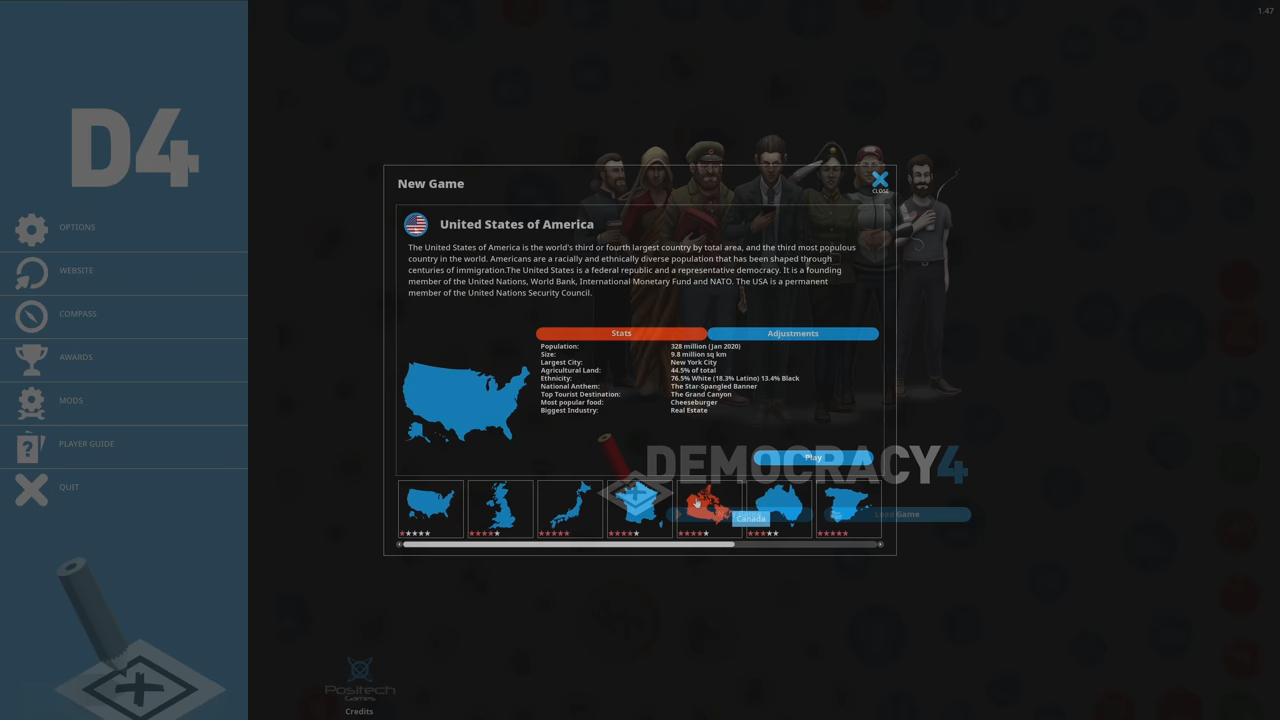 1.47
D4
OPTIONS
WEBSITE
COMPASS
AWARDS
MODS
PLAYER GUIDE
QUIT
New Game
CLOSE
United States of America
The United States of America is the world's third or fourth largest country by total area, and the third most populous
country in the world. Americans are a racially and ethnically diverse population that has been shaped through
centuries of immigration.The United States is a federal republic and a representative democracy. It is a founding
member of the United Nations, World Bank, International Monetary Fund and NATO. The USA is a permanent
member of the United Nations Security Council.
Stats
Adjustments
Population: 328 million (Jan 2020)
Size: 9.8 million sq km
Largest City: New York City
Agricultural Land: 44.5% of total
Ethnicity: 76.5% White (18.3% Latino) 13.4% Black
National Anthem: The Star-Spangled Banner
Top Tourist Destination: The Grand Canyon
Most popular food: Cheeseburger
Biggest Industry: Real Estate
Play
DEMOCRACY4
Canada
Load Game
Positech
Games
Credits